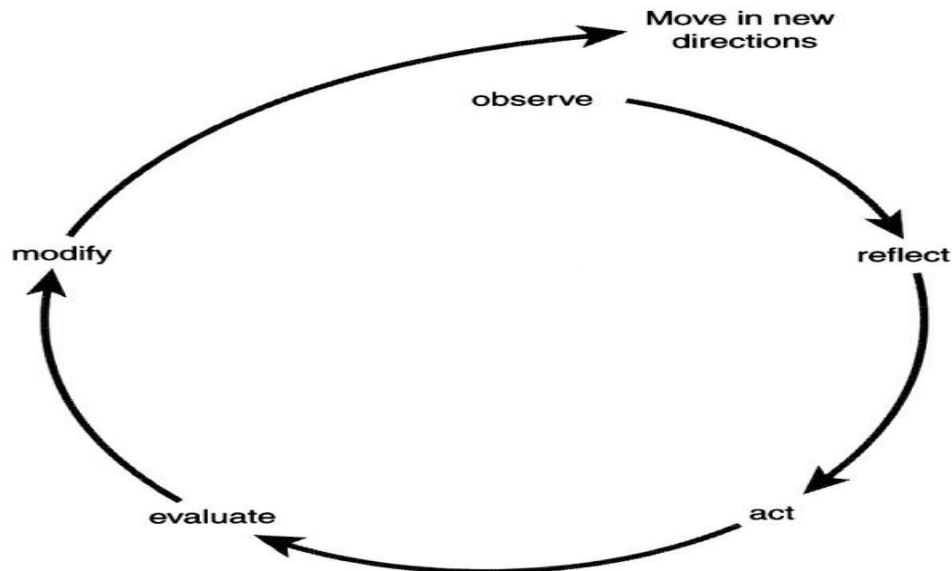 Move in new
directions
observe
reflect
act
evaluate
modify